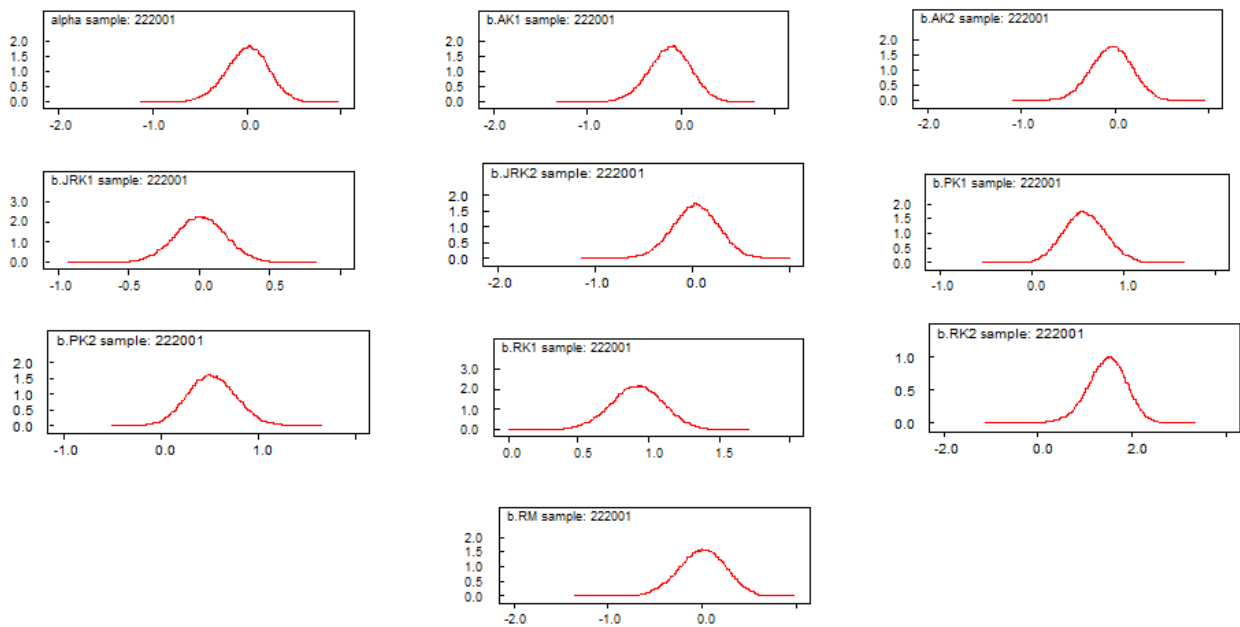 alpha sample: 222001
2.0
1.5
1.0
0.5
0.0
-2.0 -1.0 0.0
b.AK1 sample: 222001
2.0
1.5
1.0
0.5
0.0
-2.0 -1.0 0.0
b.AK2 sample: 222001
2.0
1.5
1.0
0.5
0.0
-2.0 -1.0 0.0
b.JRK1 sample: 222001
3.0
2.0
1.0
0.0
-1.0 -0.5 0.0 0.5
b.JRK2 sample: 222001
2.0
1.5
1.0
0.5
0.0
-2.0 -1.0 0.0
b.PK1 sample: 222001
2.0
1.5
1.0
0.5
0.0
-1.0 0.0 1.0
b.PK2 sample: 222001
2.0
1.5
1.0
0.5
0.0
-1.0 0.0 1.0
b.RK1 sample: 222001
3.0
2.0
1.0
0.0
0.0 0.5 1.0 1.5
b.RK2 sample: 222001
1.0
0.5
0.0
-2.0 0.0 2.0
b.RM sample: 222001
2.0
1.5
1.0
0.5
0.0
-2.0 -1.0 0.0